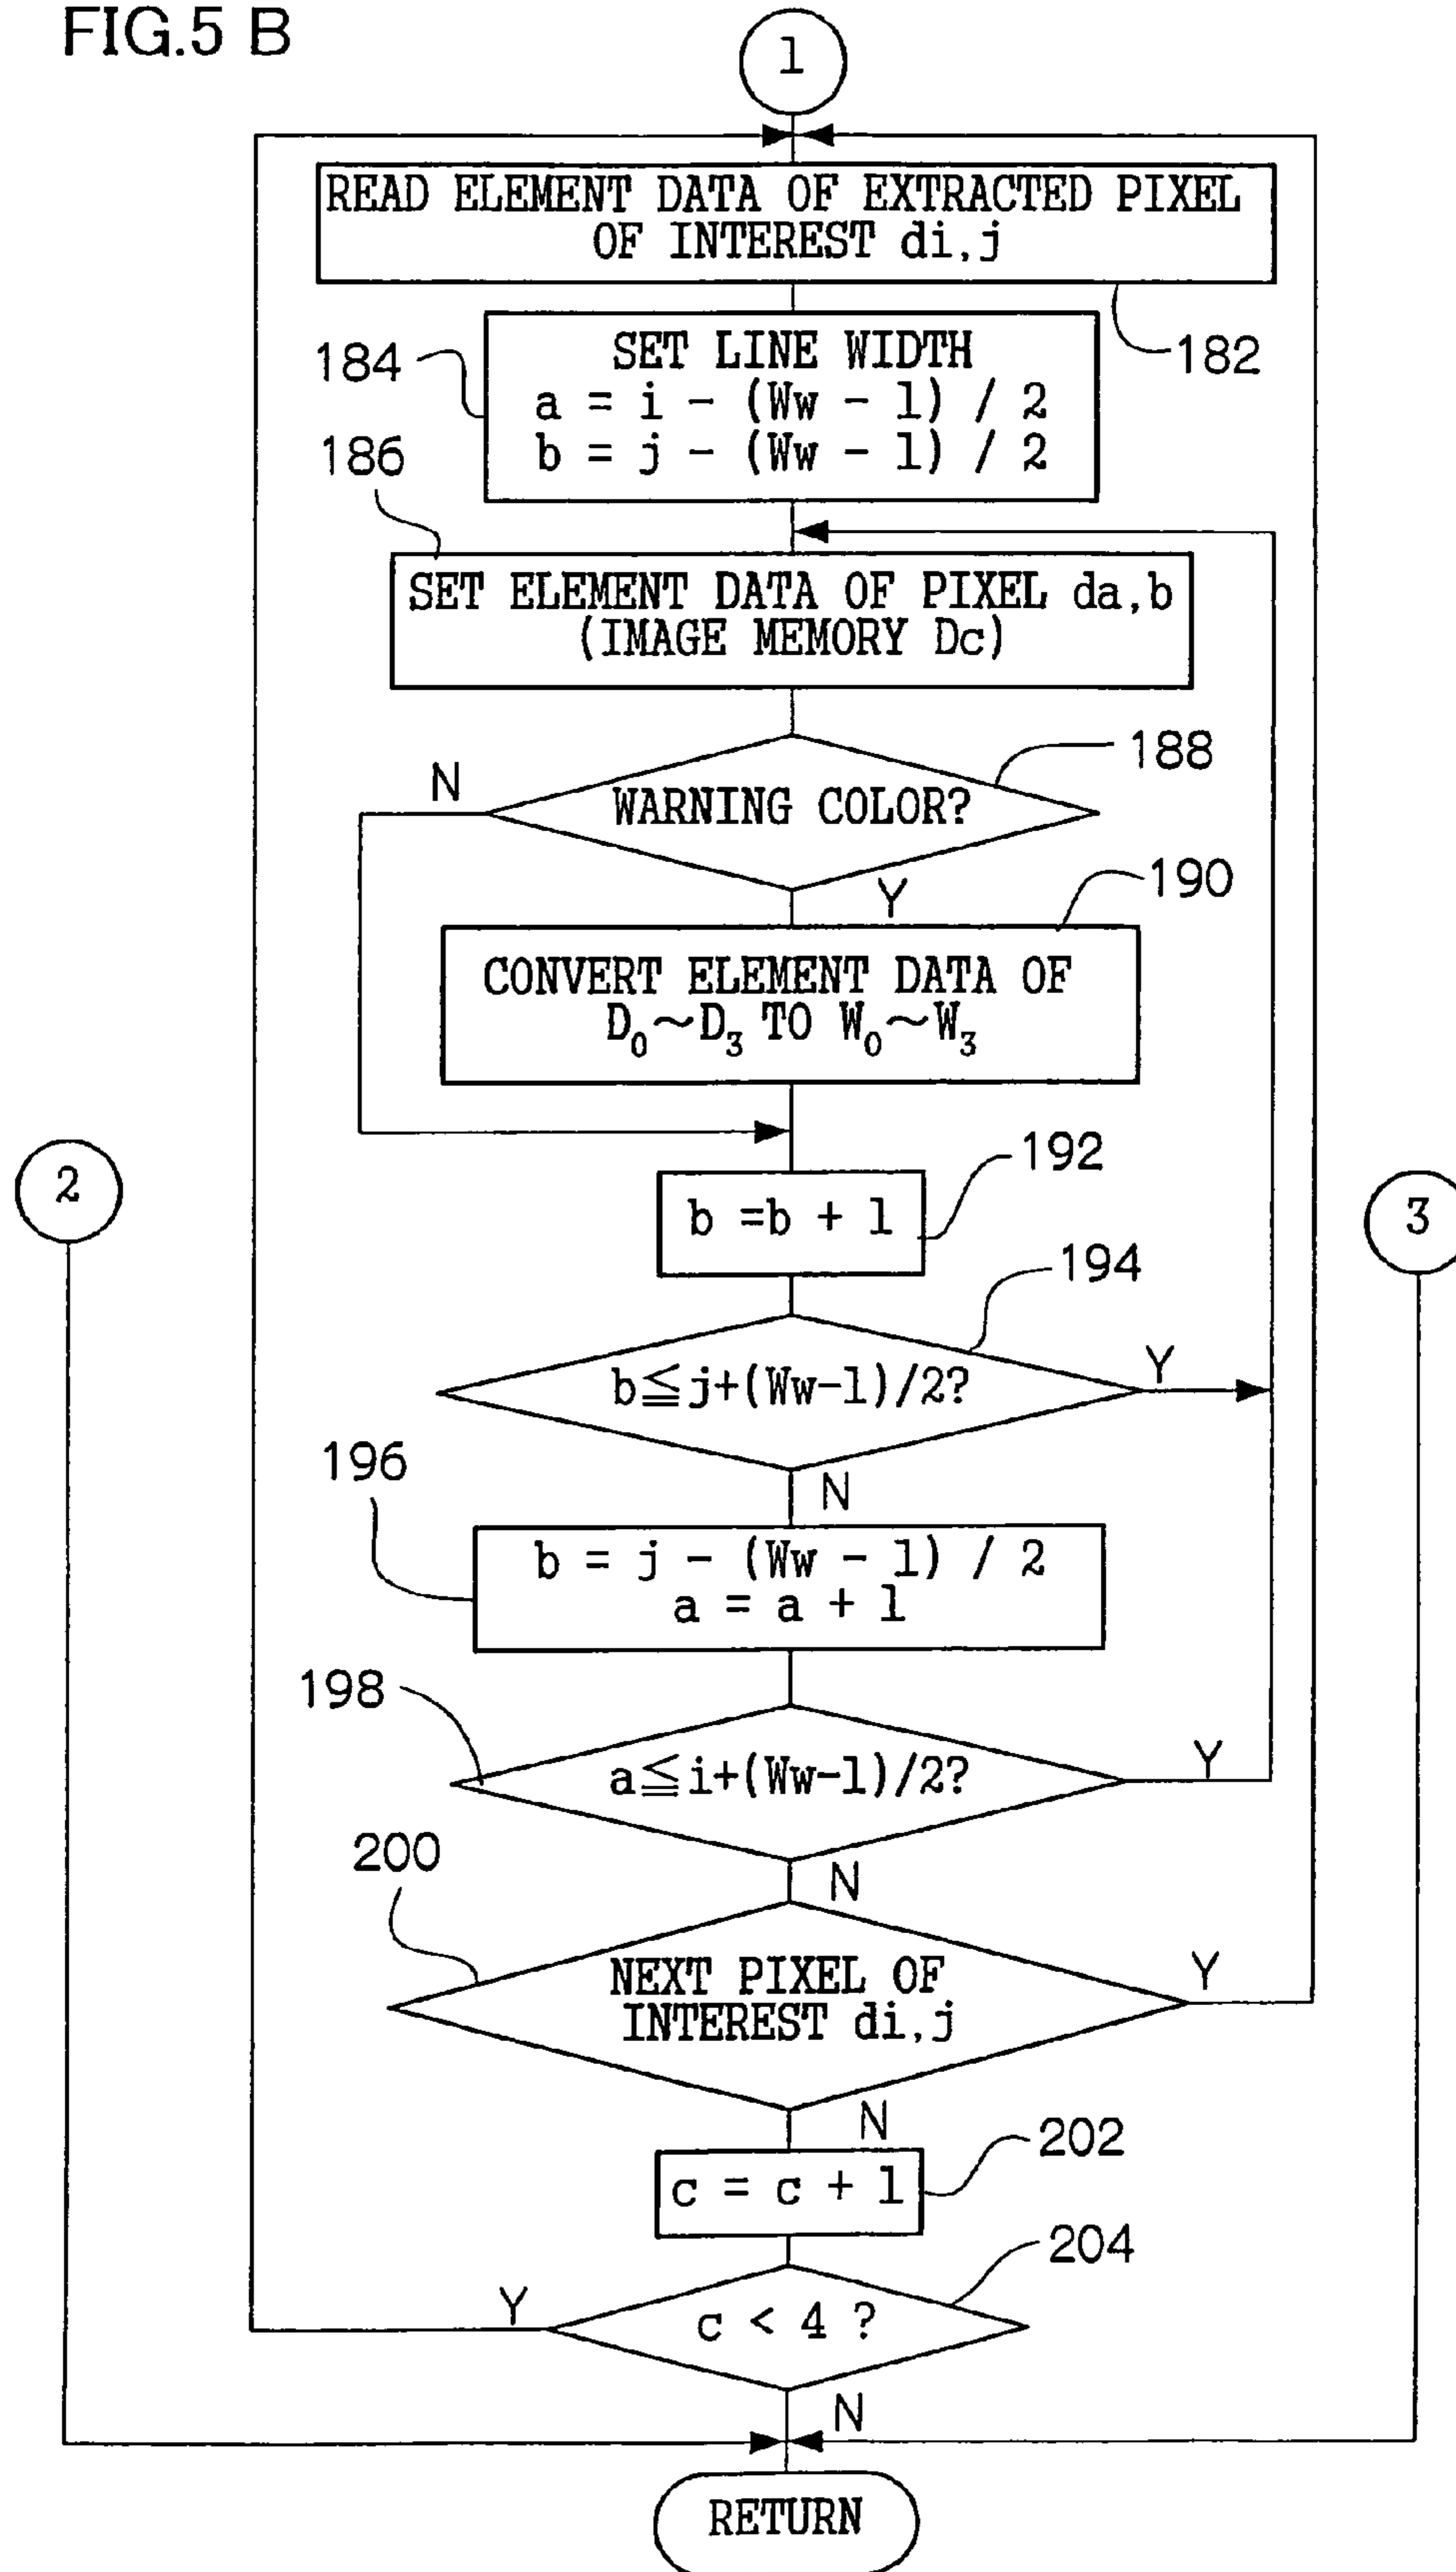 FIG.5 B
1
READ ELEMENT DATA OF EXTRACTED PIXEL
OF INTEREST di,j
182
184
SET LINE WIDTH
a = i - (Ww - 1) / 2
b = j - (Ww - 1) / 2
186
SET ELEMENT DATA OF PIXEL da,b
(IMAGE MEMORY Dc)
188
N
WARNING COLOR?
Y
190
CONVERT ELEMENT DATA OF
D0~D3 TO W0~W3
2
192
b =b + 1
3
194
b≦j+(Ww-1)/2?
Y
N
196
b = j - (Ww - 1) / 2
a = a + 1
198
a≦i+(Ww-1)/2?
Y
N
200
NEXT PIXEL OF
INTEREST di,j
Y
N
202
c = c + 1
204
Y
c < 4 ?
N
RETURN